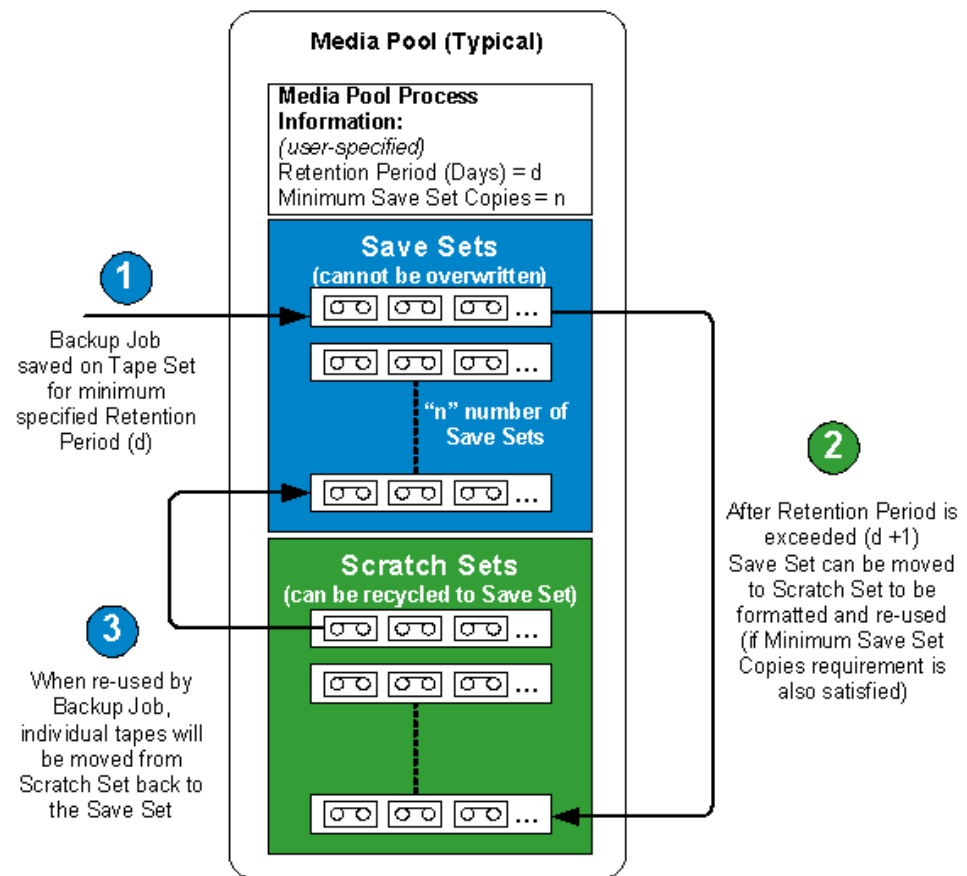 Media Pool (Typical)
Media Pool Process
Information:
(user-specified)
Retention Period (Days) = d
Minimum Save Set Copies = n
Save Sets
(cannot be overwritten)
...
...
"n" number of
Save Sets
...
1
Backup Job
saved on Tape Set
for minimum
specified Retention
Period (d)
2
After Retention Period is
exceeded (d +1)
Save Set can be moved
to Scratch Set to be
formatted and re-used
(if Minimum Save Set
Copies requirement is
also satisfied)
Scratch Sets
(can be recycled to Save Set)
...
...
...
3
When re-used by
Backup Job,
individual tapes will
be moved from
Scratch Set back to
the Save Set